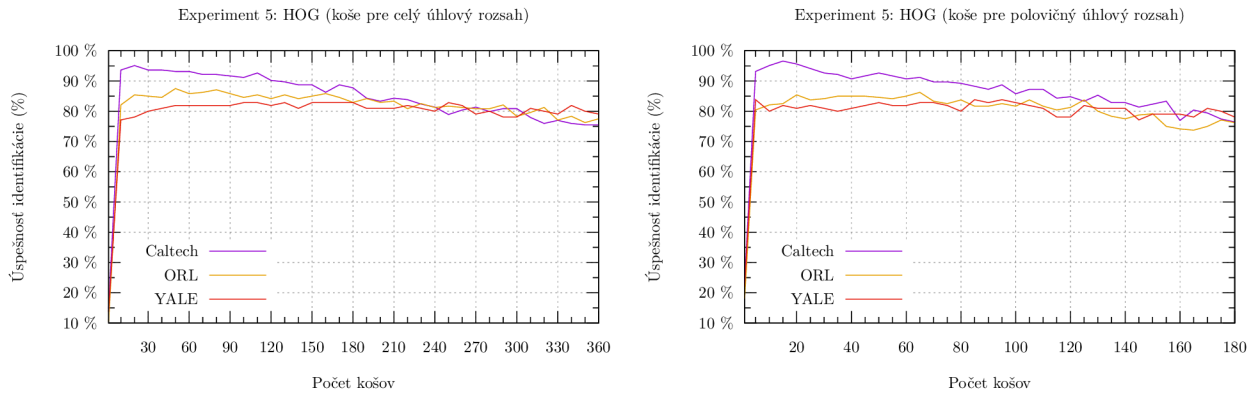 Experiment 5: HOG (koše pre celý úhlový rozsah)
100 %
90 %
80 %
70 %
60 %
50 %
40 %
30 %
20 %
10 %
Úspešnosť identifikácie (%)
Caltech
ORL
YALE
30 60 90 120 150 180 210 240 270 300 330 360
Počet košov
Experiment 5: HOG (koše pre polovičný úhlový rozsah)
100 %
90 %
80 %
70 %
60 %
50 %
40 %
30 %
20 %
10 %
Úspešnosť identifikácie (%)
Caltech
ORL
YALE
20 40 60 80 100 120 140 160 180
Počet košov